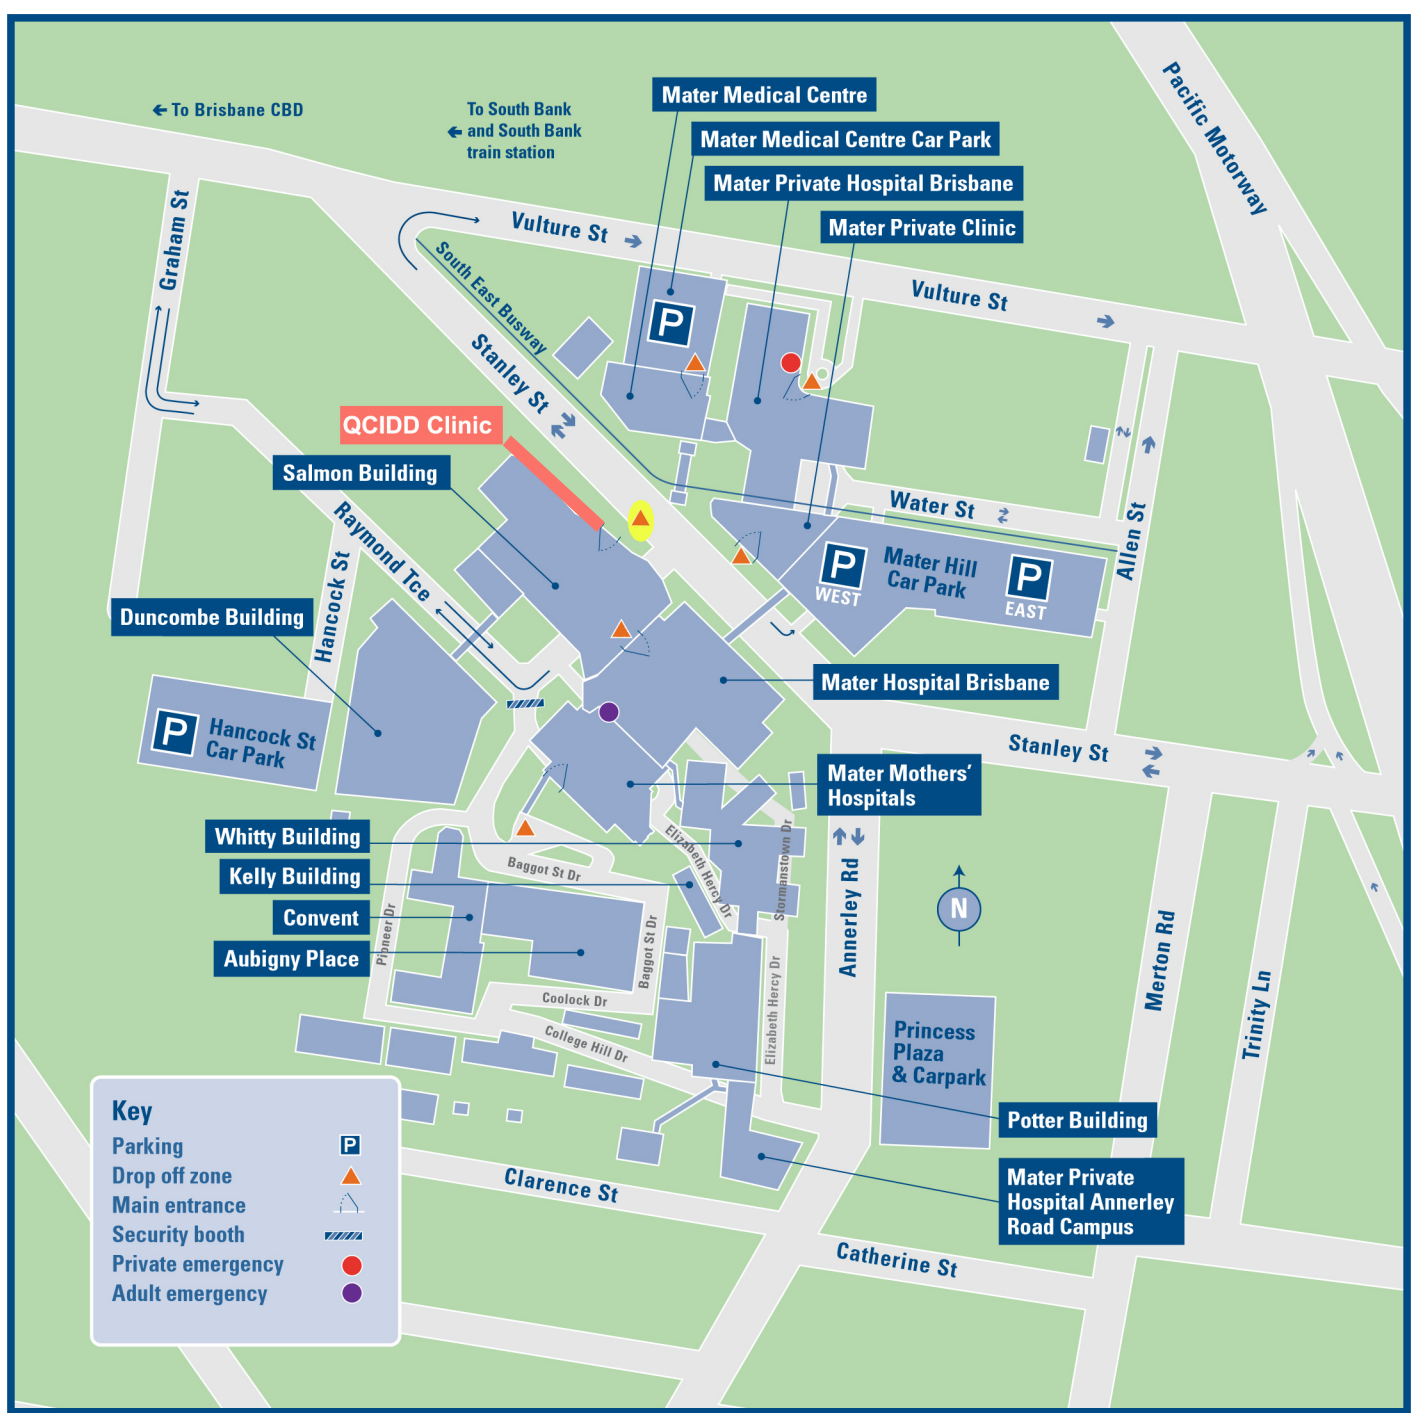 ← To Brisbane CBD
To South Bank
← and South Bank
train station
Mater Medical Centre
Mater Medical Centre Car Park
Mater Private Hospital Brisbane
Mater Private Clinic
Pacific Motorway
Graham St
Vulture St →
Vulture St
South East Busway
Stanley St
P
QCIDD Clinic
Salmon Building
Raymond Tce
Hancock St
Water St
Allen St
P
WEST
Mater Hill
Car Park
P
EAST
Duncombe Building
Mater Hospital Brisbane
P
Hancock St
Car Park
Stanley St
Mater Mothers’
Hospitals
Whitty Building
Kelly Building
Convent
Aubigny Place
Elizabeth Hercy Dr
Stormanstown Dr
Baggot St Dr
Pioneer Dr
Baggot St Dr
Coolock Dr
College Hill Dr
Elizabeth Hercy Dr
Annerley Rd
N
Merton Rd
Trinity Ln
Princess
Plaza
& Carpark
Potter Building
Mater Private
Hospital Annerley
Road Campus
Clarence St
Catherine St
Key
Parking P
Drop off zone
Main entrance
Security booth
Private emergency
Adult emergency